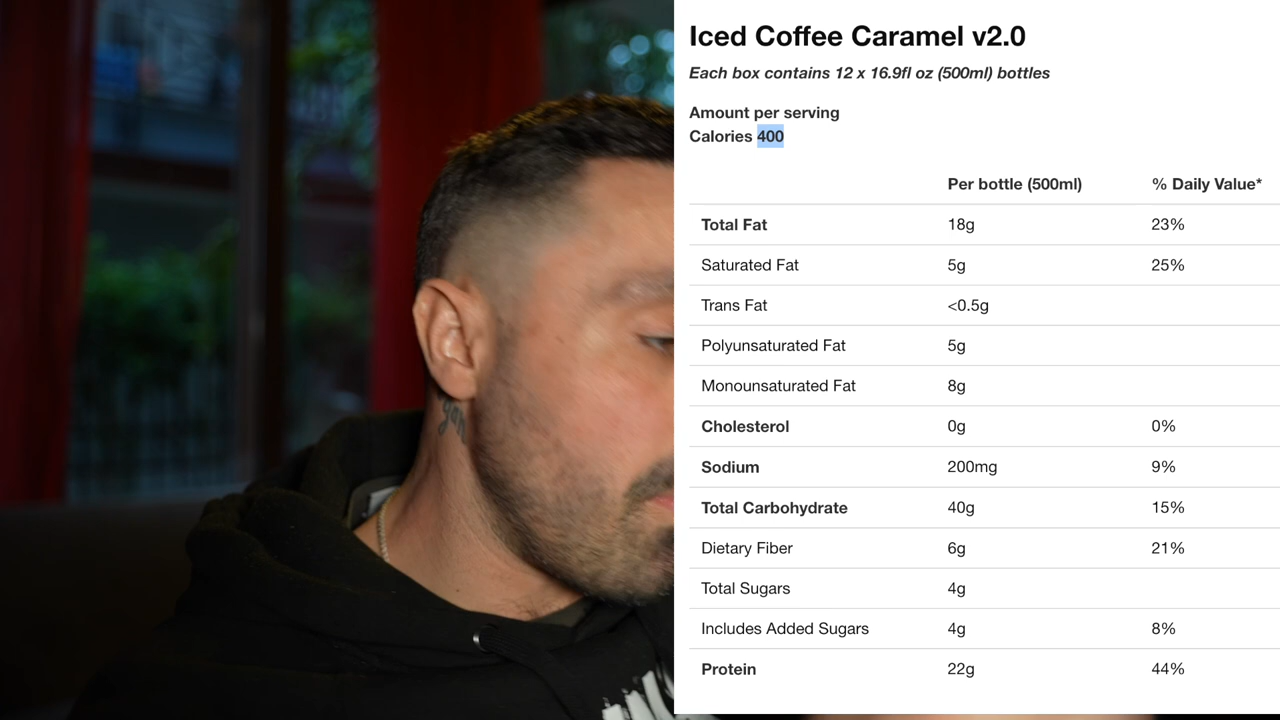 Iced Coffee Caramel v2.0
Each box contains 12 x 16.9fl oz (500ml) bottles
Amount per serving
Calories 400
Per bottle (500ml) % Daily Value*
Total Fat 18g 23%
Saturated Fat 5g 25%
Trans Fat <0.5g
Polyunsaturated Fat 5g
Monounsaturated Fat 8g
Cholesterol 0g 0%
Sodium 200mg 9%
Total Carbohydrate 40g 15%
Dietary Fiber 6g 21%
Total Sugars 4g
Includes Added Sugars 4g 8%
Protein 22g 44%